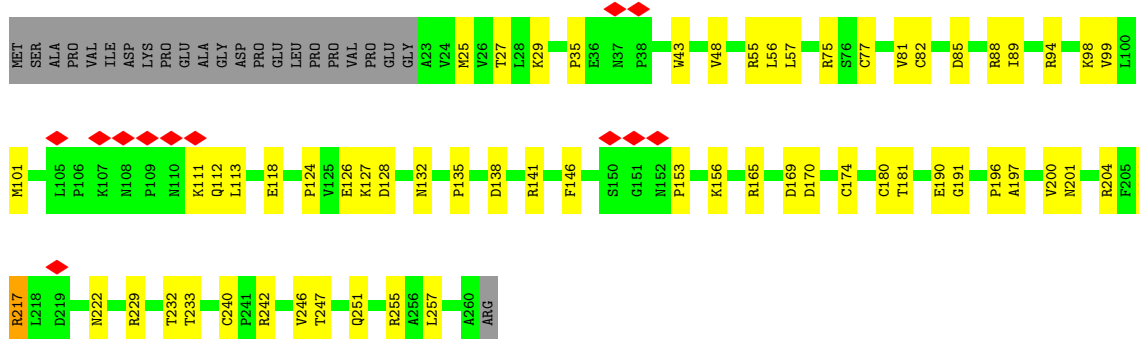 MET SER ALA PRO VAL ILE ASP LYS PRO GLU ALA GLY ASP PRO GLU LEU PRO PRO VAL PRO GLU GLY A23 V24 M25 V26 T27 L28 K29 P35 E36 N37 P38 W43 V48 R55 L56 L57 R75 S76 C77 V81 C82 D85 R88 I89 R94 K98 V99 L100
M101 L105 P106 K107 N108 P109 N110 K111 Q112 L113 E118 P124 V125 E126 K127 D128 N132 P135 D138 R141 F146 S150 G151 N152 P153 K156 R165 D169 D170 C174 C180 T181 E190 G191 P196 A197 V200 N201 R204 F205
R217 L218 D219 N222 R229 T232 T233 C240 P241 R242 V246 T247 Q251 R255 A256 L257 A260 ARG